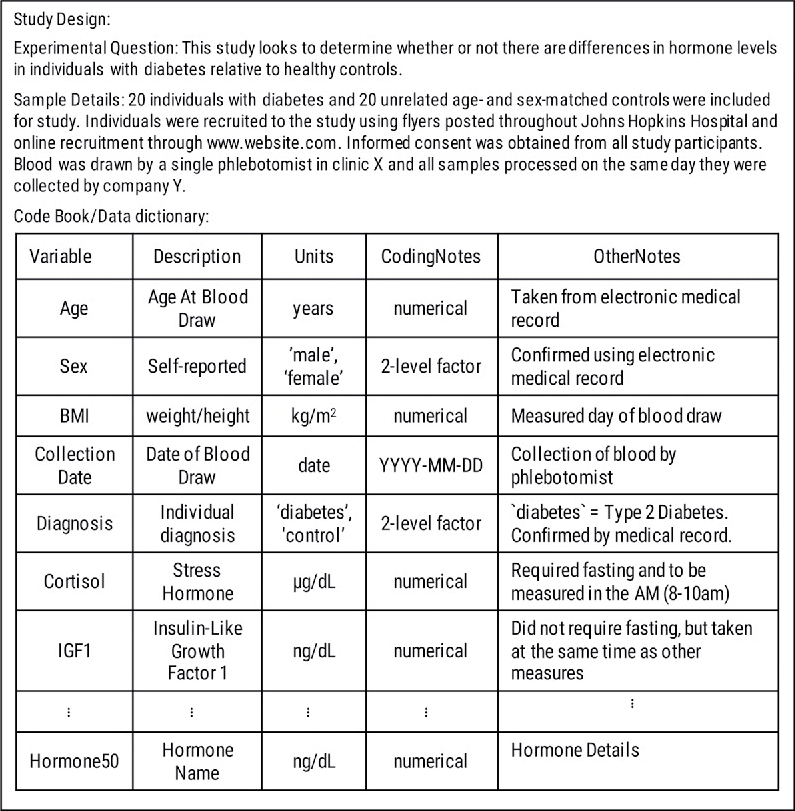 Study Design:
Experimental Question: This study looks to determine whether or not there are differences in hormone levels
in individuals with diabetes relative to healthy controls.
Sample Details: 20 individuals with diabetes and 20 unrelated age- and sex-matched controls were included
for study. Individuals were recruited to the study using flyers posted throughout Johns Hopkins Hospital and
online recruitment through www.website.com. Informed consent was obtained from all study participants.
Blood was drawn by a single phlebotomist in clinic X and all samples processed on the same day they were
collected by company Y.
Code Book/Data dictionary:
Variable Description Units CodingNotes OtherNotes
Age
Age At Blood
Draw
years
numerical
Taken from electronic medical
record
Sex
Self-reported
'male',
'female'
2-level factor
Confirmed using electronic
medical record
BMI weight/height kg/m² numerical Measured day of blood draw
Collection
Date
Date of Blood
Draw
date
YYYY-MM-DD
Collection of blood by
phlebotomist
Diagnosis
Individual
diagnosis
'diabetes',
'control'
2-level factor
`diabetes` = Type 2 Diabetes.
Confirmed by medical record.
Cortisol
Stress
Hormone
µg/dL
numerical
Required fasting and to be
measured in the AM (8-10am)
IGF1
Insulin-Like
Growth
Factor 1
ng/dL
numerical
Did not require fasting, but taken
at the same time as other
measures
⋮ ⋮ ⋮ ⋮ ⋮
Hormone50
Hormone
Name
ng/dL
numerical
Hormone Details